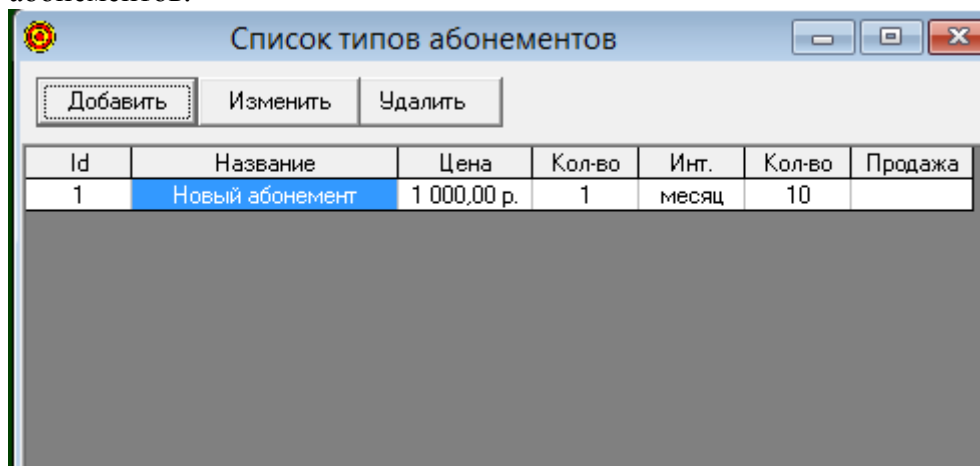 абонементов.
Список типов абонементов
Добавить Изменить Удалить
Id Название Цена Кол-во Инт. Кол-во Продажа
1 Новый абонемент 1 000,00 р. 1 месяц 10